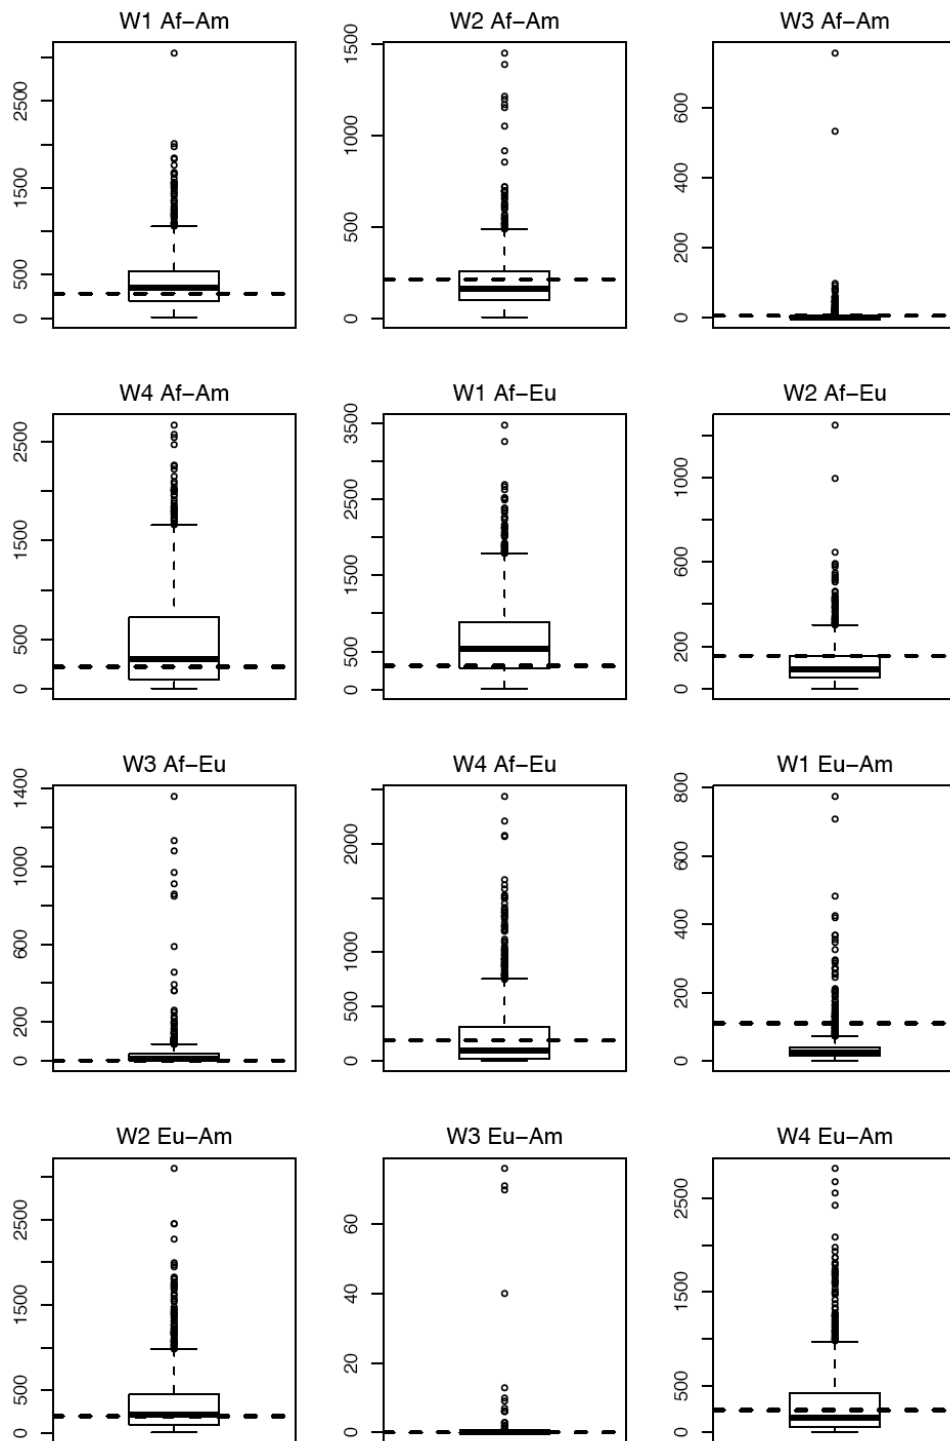 W1 Af−Am
W2 Af−Am
W3 Af−Am
0 500 1500 2500
0 500 1000 1500
0 200 400 600
W4 Af−Am
W1 Af−Eu
W2 Af−Eu
0 500 1500 2500
0 500 1500 2500 3500
0 200 600 1000
W3 Af−Eu
W4 Af−Eu
W1 Eu−Am
0 200 600 1000 1400
0 500 1000 2000
0 200 400 600 800
W2 Eu−Am
W3 Eu−Am
W4 Eu−Am
0 500 1500 2500
0 20 40 60
0 500 1500 2500